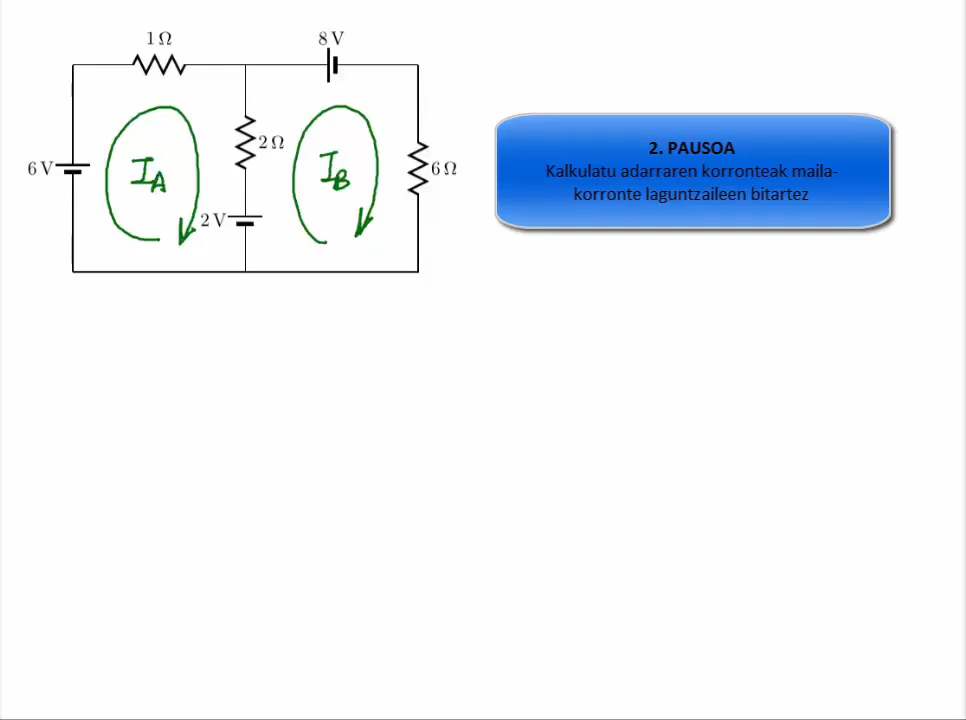 1 Ω
8 V
2 Ω
6 V
I_A
I_B
6 Ω
2 V
2. PAUSOA
Kalkulatu adarraren korronteak maila-
korronte laguntzaileen bitartez